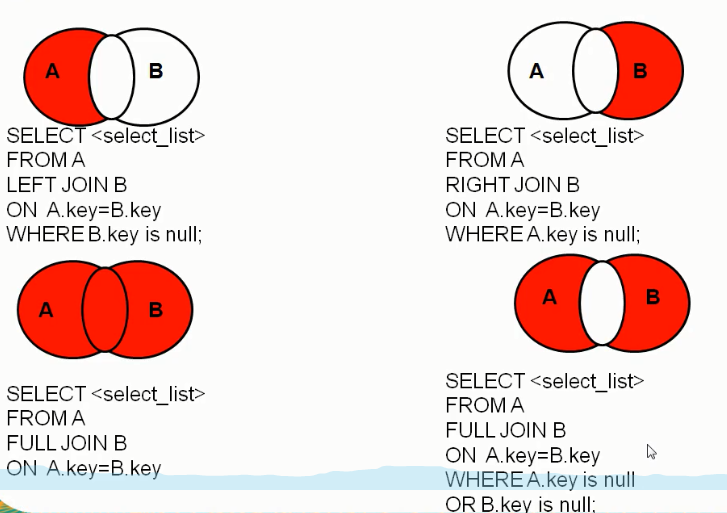 A B
SELECT <select_list>
FROM A
LEFT JOIN B
ON A.key=B.key
WHERE B.key is null;
A B
SELECT <select_list>
FROM A
RIGHT JOIN B
ON A.key=B.key
WHERE A.key is null;
A B
SELECT <select_list>
FROM A
FULL JOIN B
ON A.key=B.key
A B
SELECT <select_list>
FROM A
FULL JOIN B
ON A.key=B.key
WHERE A.key is null
OR B.key is null;